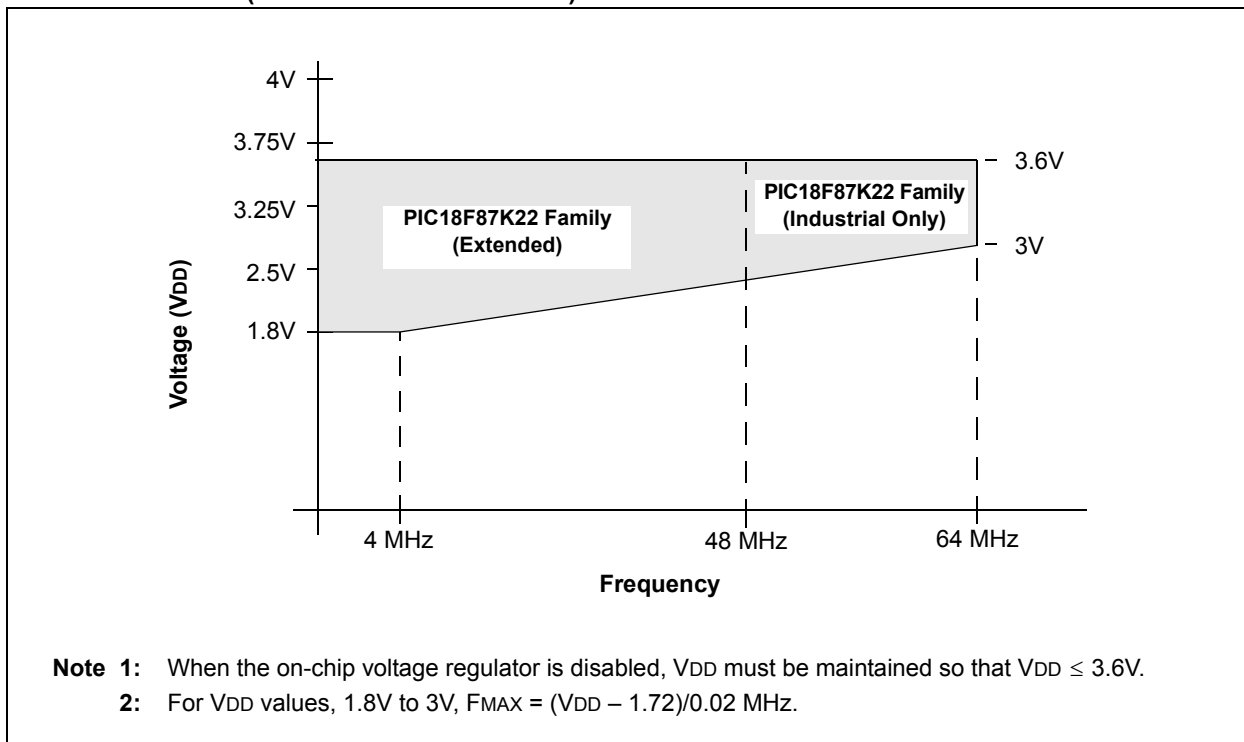 4V
3.75V
3.6V
PIC18F87K22 Family
(Industrial Only)
3.25V
PIC18F87K22 Family
(Extended)
3V
2.5V
Voltage (VDD)
1.8V
4 MHz
48 MHz
64 MHz
Frequency
Note 1: When the on-chip voltage regulator is disabled, VDD must be maintained so that VDD ≤ 3.6V.
2: For VDD values, 1.8V to 3V, FMAX = (VDD – 1.72)/0.02 MHz.